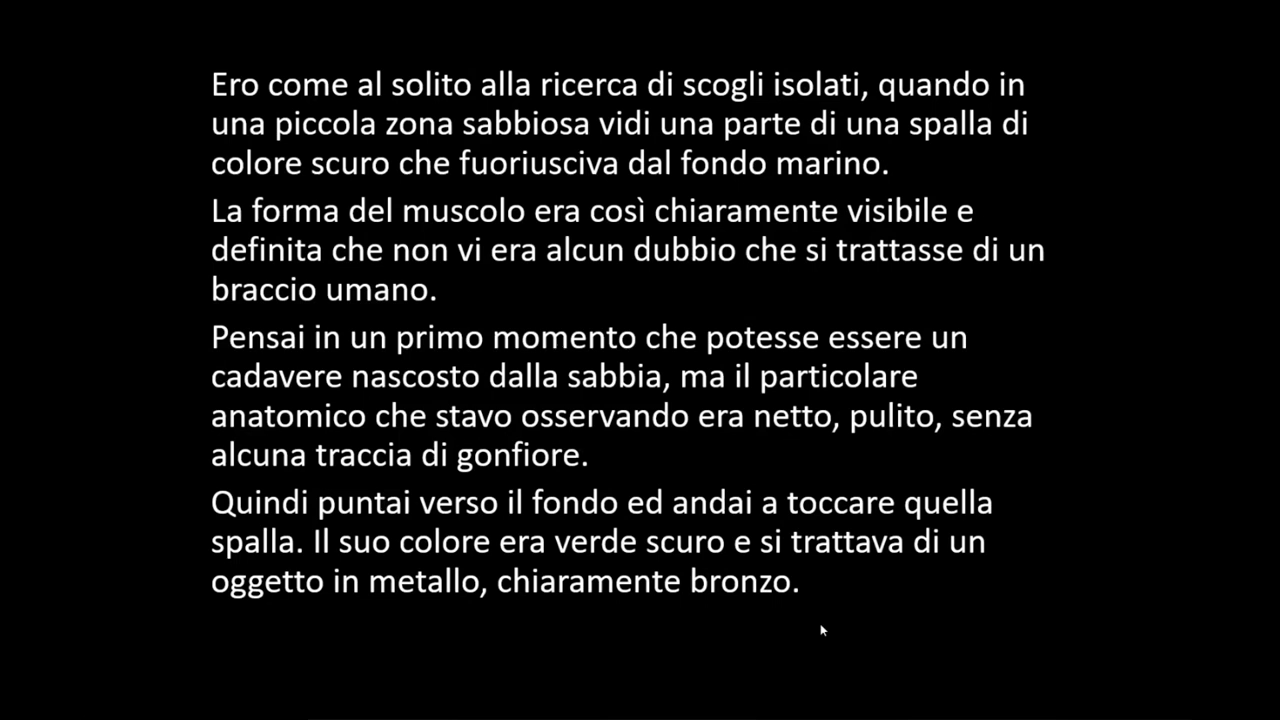 Ero come al solito alla ricerca di scogli isolati, quando in
una piccola zona sabbiosa vidi una parte di una spalla di
colore scuro che fuoriusciva dal fondo marino.
La forma del muscolo era così chiaramente visibile e
definita che non vi era alcun dubbio che si trattasse di un
braccio umano.
Pensai in un primo momento che potesse essere un
cadavere nascosto dalla sabbia, ma il particolare
anatomico che stavo osservando era netto, pulito, senza
alcuna traccia di gonfiore.
Quindi puntai verso il fondo ed andai a toccare quella
spalla. Il suo colore era verde scuro e si trattava di un
oggetto in metallo, chiaramente bronzo.